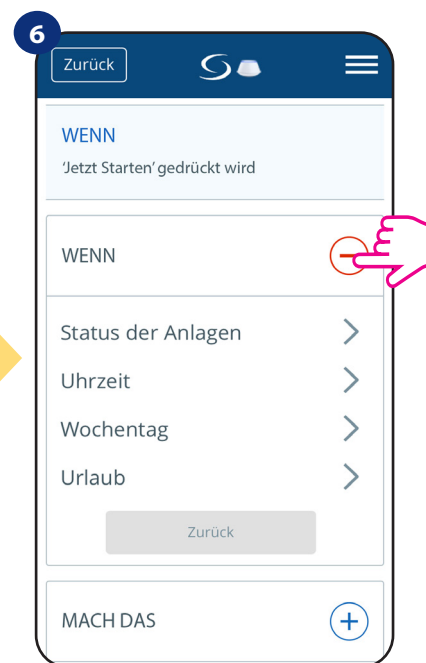 6
Zurück
WENN
'Jetzt Starten' gedrückt wird
WENN
Status der Anlagen
Uhrzeit
Wochentag
Urlaub
Zurück
MACH DAS